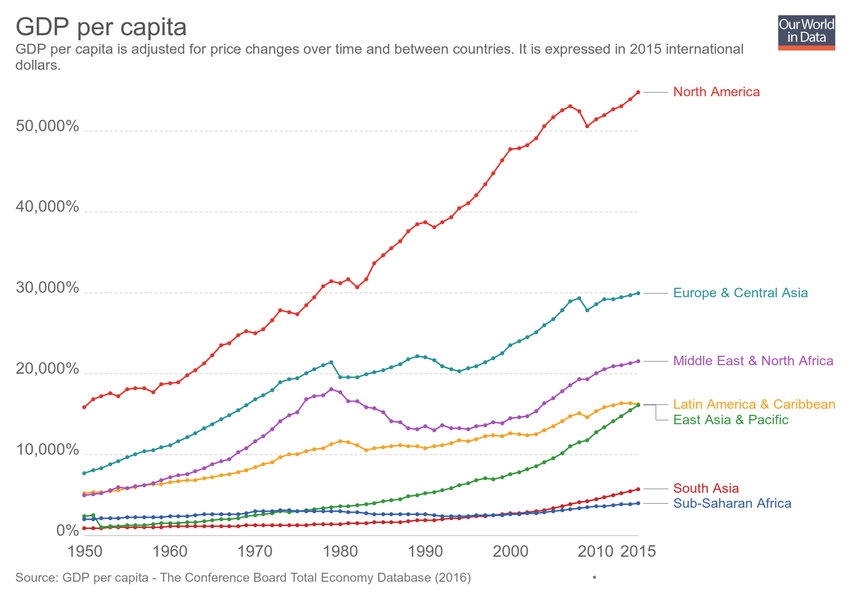 GDP per capita
GDP per capita is adjusted for price changes over time and between countries. It is expressed in 2015 international
dollars.
Our World
in Data
North America
50,000%
40,000%
30,000%
Europe & Central Asia
20,000%
Middle East & North Africa
Latin America & Caribbean
East Asia & Pacific
10,000%
South Asia
Sub-Saharan Africa
0%
1950 1960 1970 1980 1990 2000 2010 2015
Source: GDP per capita - The Conference Board Total Economy Database (2016) •